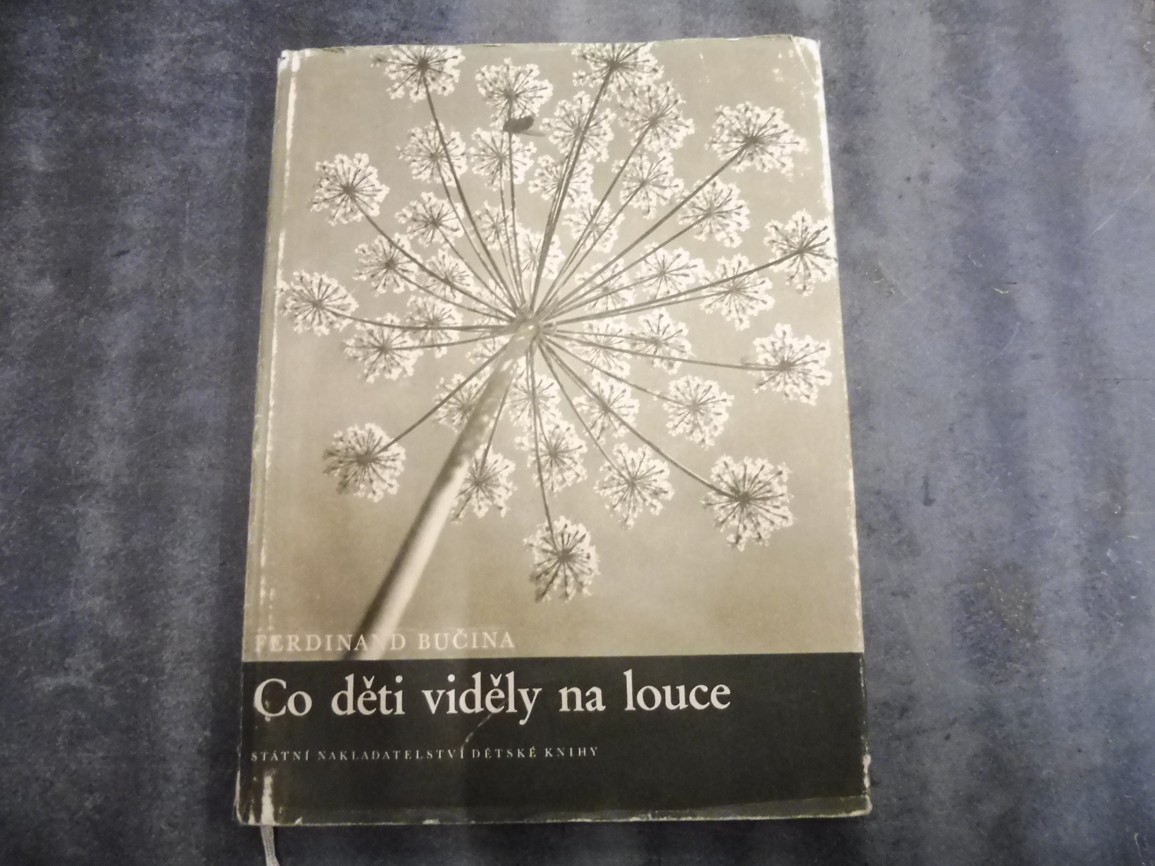 FERDINAND BUČINA
Co děti viděly na louce
STÁTNÍ NAKLADATELSTVÍ DĚTSKÉ KNIHY